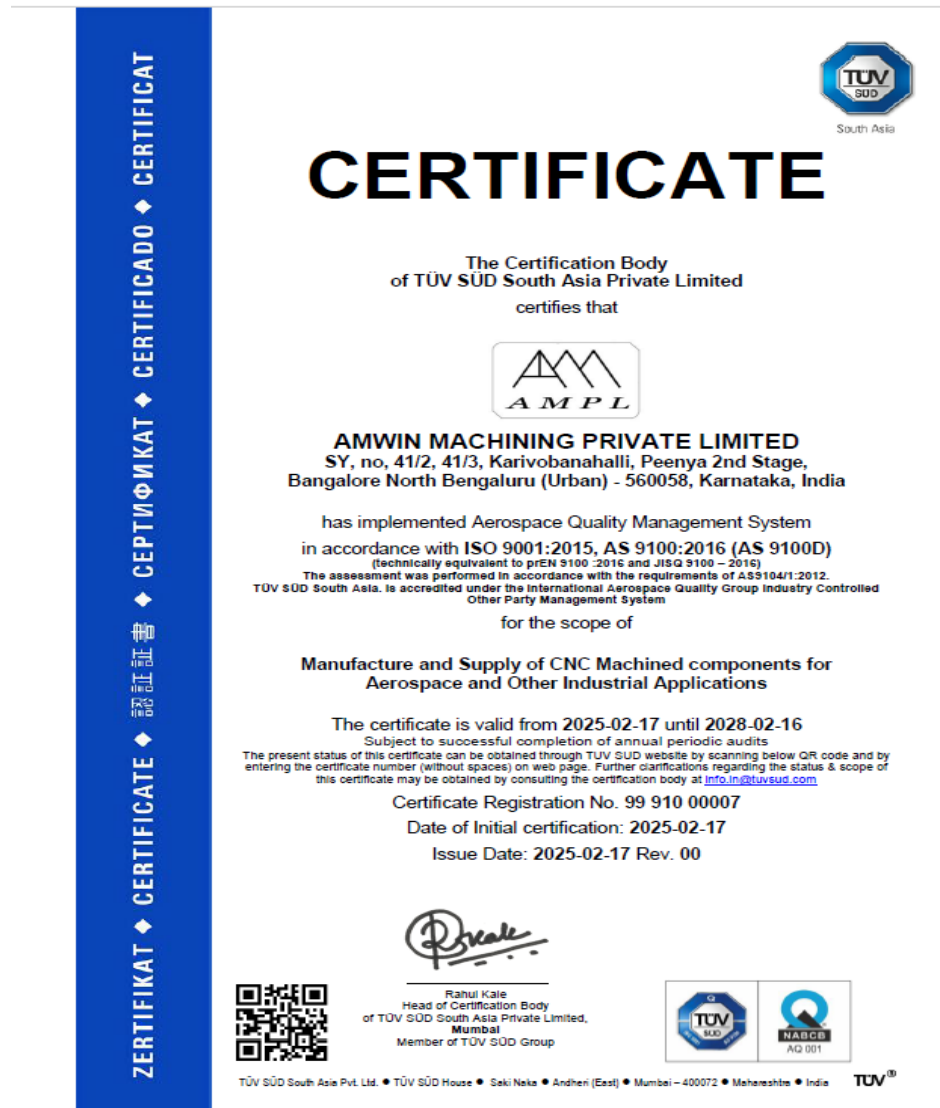 ZERTIFIKAT ◆ CERTIFICATE ◆ 認証証書 ◆ СЕРТИФИКАТ ◆ CERTIFICADO ◆ CERTIFICAT
TÜV
SÜD
South Asia
CERTIFICATE
The Certification Body
of TÜV SÜD South Asia Private Limited
certifies that
AMPL
AMWIN MACHINING PRIVATE LIMITED
SY, no, 41/2, 41/3, Karivobanahalli, Peenya 2nd Stage,
Bangalore North Bengaluru (Urban) - 560058, Karnataka, India
has implemented Aerospace Quality Management System
in accordance with ISO 9001:2015, AS 9100:2016 (AS 9100D)
(technically equivalent to prEN 9100 :2016 and JISQ 9100 – 2016)
The assessment was performed in accordance with the requirements of AS9104/1:2012.
TÜV SÜD South Asia. is accredited under the International Aerospace Quality Group Industry Controlled
Other Party Management System
for the scope of
Manufacture and Supply of CNC Machined components for
Aerospace and Other Industrial Applications
The certificate is valid from 2025-02-17 until 2028-02-16
Subject to successful completion of annual periodic audits
The present status of this certificate can be obtained through TUV SUD website by scanning below QR code and by
entering the certificate number (without spaces) on web page. Further clarifications regarding the status & scope of
this certificate may be obtained by consulting the certification body at info.in@tuvsud.com
Certificate Registration No. 99 910 00007
Date of Initial certification: 2025-02-17
Issue Date: 2025-02-17 Rev. 00
Rahul Kale
Head of Certification Body
of TÜV SÜD South Asia Private Limited,
Mumbai
Member of TÜV SÜD Group
TÜV
SÜD
NABCB
AQ 001
TÜV SÜD South Asia Pvt. Ltd. ● TÜV SÜD House ● Saki Naka ● Andheri (East) ● Mumbai – 400072 ● Maharashtra ● India TÜV®